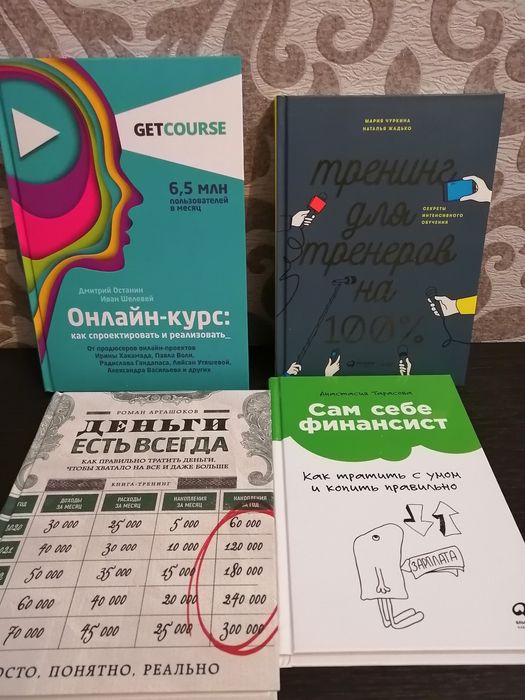 GETCOURSE
6,5 млн
пользователей
в месяц
Дмитрий Останин
Иван Шелевей
Онлайн-курс:
как спроектировать и реализовать_
От продюсеров онлайн-проектов
Ирины Хакамада, Павла Воли,
Радислава Гандапаса, Ляйсан Утяшевой,
Александра Васильева и других
МАРИЯ ЧУРКИНА
НАТАЛЬЯ ЖАДЬКО
тренинг
для
тренеров
на
100%
СЕКРЕТЫ
ИНТЕНСИВНОГО
ОБУЧЕНИЯ
РОМАН АРГАШОКОВ
ДЕНЬГИ
ЕСТЬ ВСЕГДА
КАК ПРАВИЛЬНО ТРАТИТЬ ДЕНЬГИ,
ЧТОБЫ ХВАТАЛО НА ВСЕ И ДАЖЕ БОЛЬШЕ
КНИГА-ТРЕНИНГ
ГОД ДОХОДЫ ЗА МЕСЯЦ РАСХОДЫ ЗА МЕСЯЦ НАКОПЛЕНИЯ ЗА МЕСЯЦ НАКОПЛЕНИЯ ЗА ГОД
2020 30 000 25 000 5 000 60 000
2021 40 000 30 000 10 000 120 000
50 000 35 000 15 000 180 000
60 000 40 000 20 000 240 000
70 000 45 000 25 000 300 000
ОСТО, ПОНЯТНО, РЕАЛЬНО
Анастасия Тарасова
Сам себе
финансист
Как тратить с умом
и копить правильно
ЗАРПЛАТА